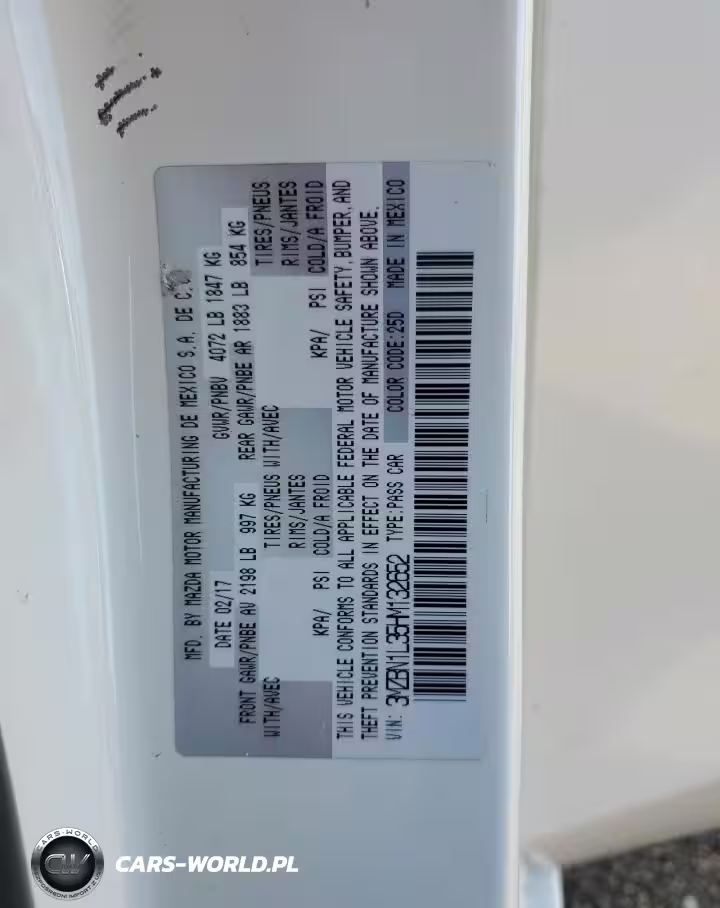 MFD. BY MAZDA MOTOR MANUFACTURING DE MEXICO S.A. DE C.
DATE 02/17 GVWR/PNBV 4072 LB 1847 KG
FRONT GAWR/PNBE AV 2198 LB 997 KG REAR GAWR/PNBE AR 1883 LB 854 KG
WITH/AVEC TIRES/PNEUS WITH/AVEC TIRES/PNEUS
RIMS/JANTES RIMS/JANTES
KPA/ PSI COLD/A FROID KPA/ PSI COLD/A FROID
THIS VEHICLE CONFORMS TO ALL APPLICABLE FEDERAL MOTOR VEHICLE SAFETY, BUMPER, AND
THEFT PREVENTION STANDARDS IN EFFECT ON THE DATE OF MANUFACTURE SHOWN ABOVE.
VIN: 3MZBN1L35HM132652 TYPE:PASS CAR COLOR CODE:25D MADE IN MEXICO
CARS-WORLD
CW
CARS-WORLD.PL